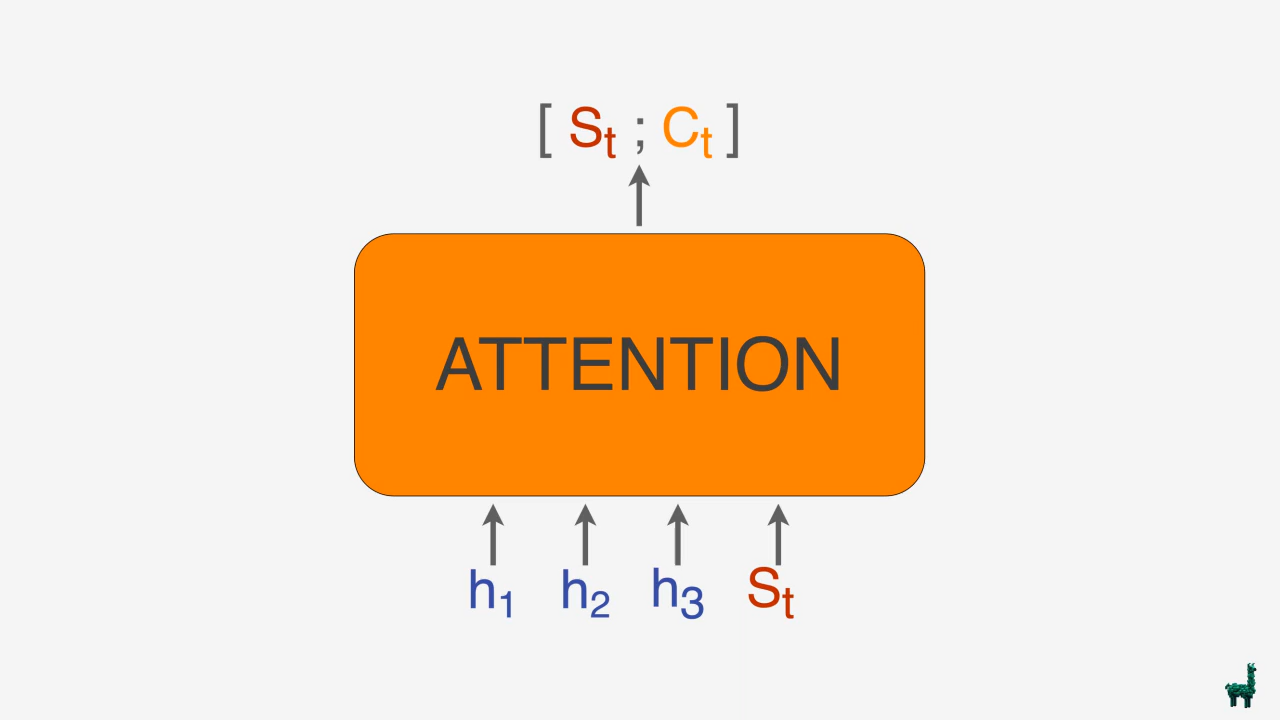 [ Sₜ ; Cₜ ]
ATTENTION
h₁ h₂ h₃ Sₜ